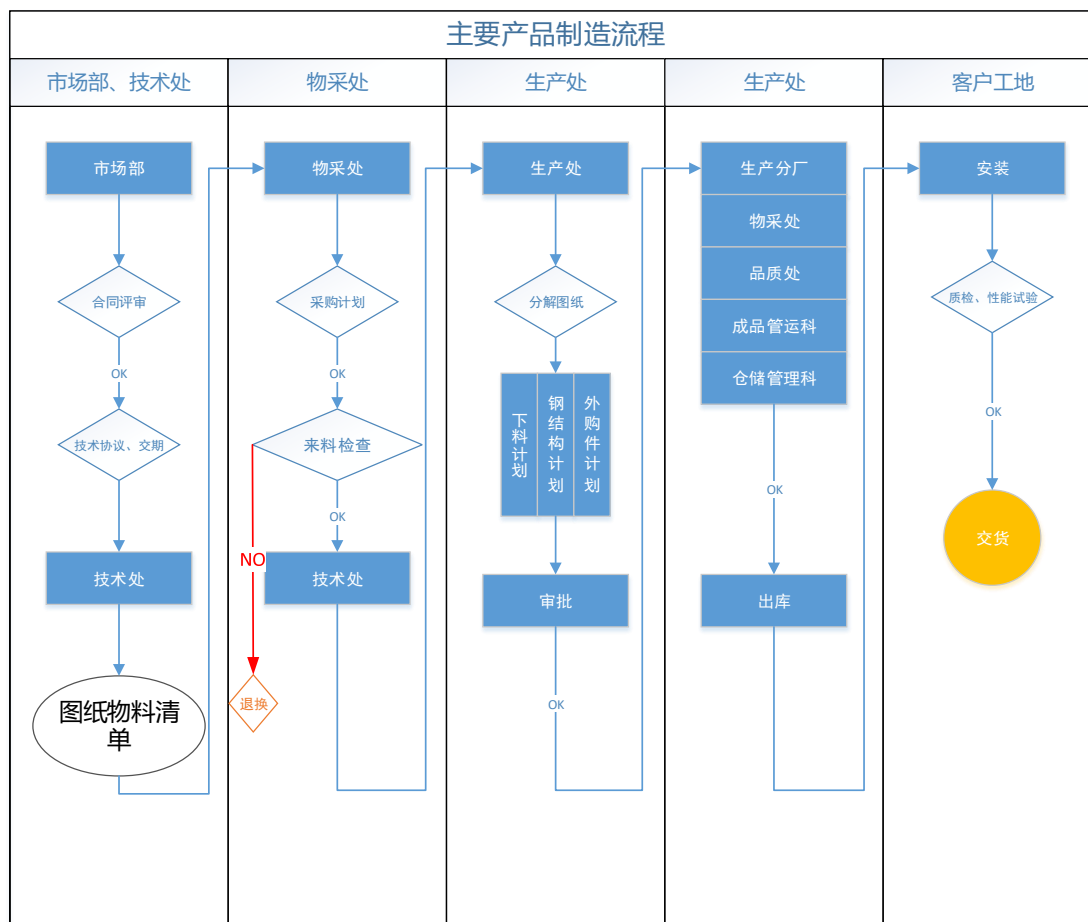 主要产品制造流程
市场部、技术处
物采处
生产处
生产处
客户工地
市场部
合同评审
OK
技术协议、交期
技术处
图纸物料清
单
物采处
采购计划
OK
来料检查
OK
NO
技术处
退换
生产处
分解图纸
下料计划
钢结构计划
外购件计划
审批
OK
生产分厂
物采处
品质处
成品管运科
仓储管理科
OK
出库
安装
质检、性能试验
OK
交货